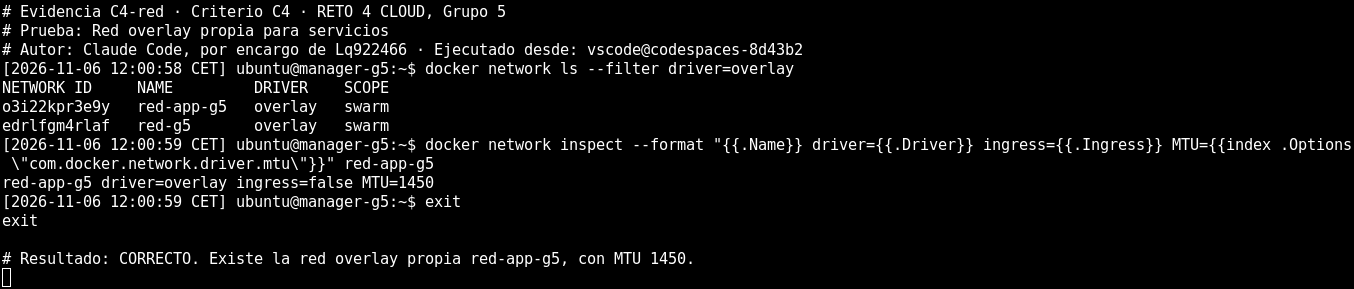 # Evidencia C4-red · Criterio C4 · RETO 4 CLOUD, Grupo 5
# Prueba: Red overlay propia para servicios
# Autor: Claude Code, por encargo de Lq922466 · Ejecutado desde: vscode@codespaces-8d43b2
[2026-11-06 12:00:58 CET] ubuntu@manager-g5:~$ docker network ls --filter driver=overlay
NETWORK ID     NAME         DRIVER    SCOPE
o3i22kpr3e9y   red-app-g5   overlay   swarm
edrlfgm4rlaf   red-g5       overlay   swarm
[2026-11-06 12:00:59 CET] ubuntu@manager-g5:~$ docker network inspect --format "{{.Name}} driver={{.Driver}} ingress={{.Ingress}} MTU={{index .Options
 \"com.docker.network.driver.mtu\"}}" red-app-g5
red-app-g5 driver=overlay ingress=false MTU=1450
[2026-11-06 12:00:59 CET] ubuntu@manager-g5:~$ exit
exit
# Resultado: CORRECTO. Existe la red overlay propia red-app-g5, con MTU 1450.